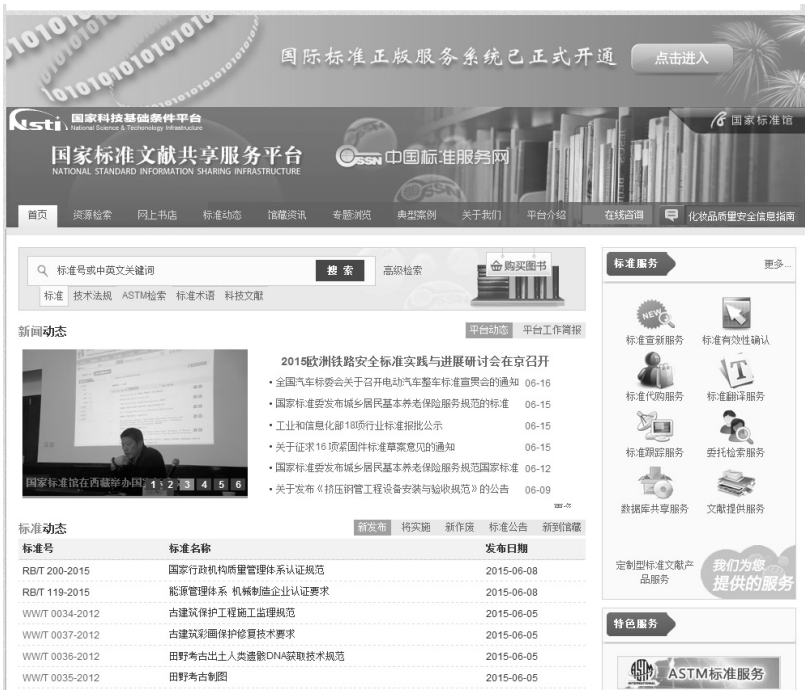 国际标准正版服务系统已正式开通 点击进入
Nsti 国家科技基础条件平台
National Science & Techonology Infrastructure
国家标准馆
国家标准文献共享服务平台
NATIONAL STANDARD INFORMATION SHARING INFRASTRUCTURE
CSSN 中国标准服务网
首页 资源检索 网上书店 标准动态 馆藏资讯 专题浏览 典型案例 关于我们 平台介绍 在线咨询 化妆品质量安全信息指南
标准号或中英文关键词 搜索 高级检索 购买图书
标准 技术法规 ASTM检索 标准术语 科技文献
新闻动态 平台动态 平台工作简报
国家标准馆在西藏举办国
1 2 3 4 5 6
2015欧洲铁路安全标准实践与进展研讨会在京召开
• 全国汽车标委会关于召开电动汽车整车标准宣贯会的通知 06-16
• 国家标准委发布城乡居民基本养老保险服务规范的标准 06-15
• 工业和信息化部17项行业标准报批公示 06-15
• 关于征求16项紧固件标准草案意见的通知 06-15
• 国家标准委发布城乡居民基本养老保险服务规范国家标准 06-12
• 关于发布《挤压钢管工程设备安装与验收规范》的公告 06-09
标准动态 新发布 将实施 新作废 标准公告 新到馆藏
标准号 标准名称 发布日期
RB/T 200-2015 国家行政机构质量管理体系认证规范 2015-06-08
RB/T 119-2015 能源管理体系 机械制造企业认证要求 2015-06-08
WW/T 0034-2012 古建筑保护工程施工监理规范 2015-06-05
WW/T 0037-2012 古建筑彩画保护修复技术要求 2015-06-05
WW/T 0036-2012 田野考古出土人类遗骸DNA获取技术规范 2015-06-05
WW/T 0035-2012 田野考古制图 2015-06-05
标准服务 更多...
NEW
标准查新服务 标准有效性确认
标准代购服务 标准翻译服务
标准跟踪服务 委托检索服务
数据库共享服务 文献提供服务
定制型标准文献产品服务
我们为您
提供的服务
特色服务
ASTM标准服务